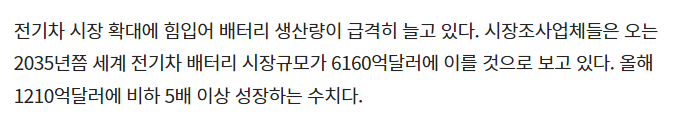 전기차 시장 확대에 힘입어 배터리 생산량이 급격히 늘고 있다. 시장조사업체들은 오는
2035년쯤 세계 전기차 배터리 시장규모가 6160억달러에 이를 것으로 보고 있다. 올해
1210억달러에 비하 5배 이상 성장하는 수치다.